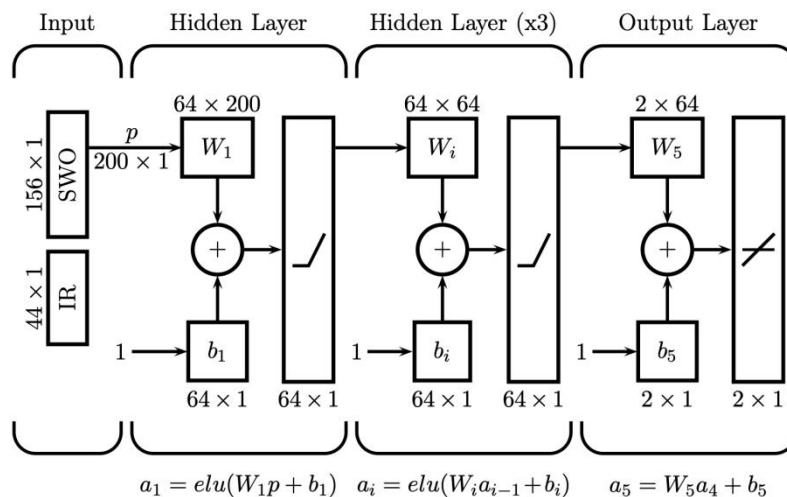 Input
Hidden Layer
Hidden Layer (x3)
Output Layer
156 × 1
SWO
44 × 1
IR
p
200 × 1
64 × 200
W₁
+
1
b₁
64 × 1
64 × 1
64 × 64
Wᵢ
+
1
bᵢ
64 × 1
64 × 1
2 × 64
W₅
+
1
b₅
2 × 1
2 × 1
a₁ = elu(W₁p + b₁)
aᵢ = elu(Wᵢaᵢ₋₁+bᵢ)
a₅ = W₅a₄ + b₅